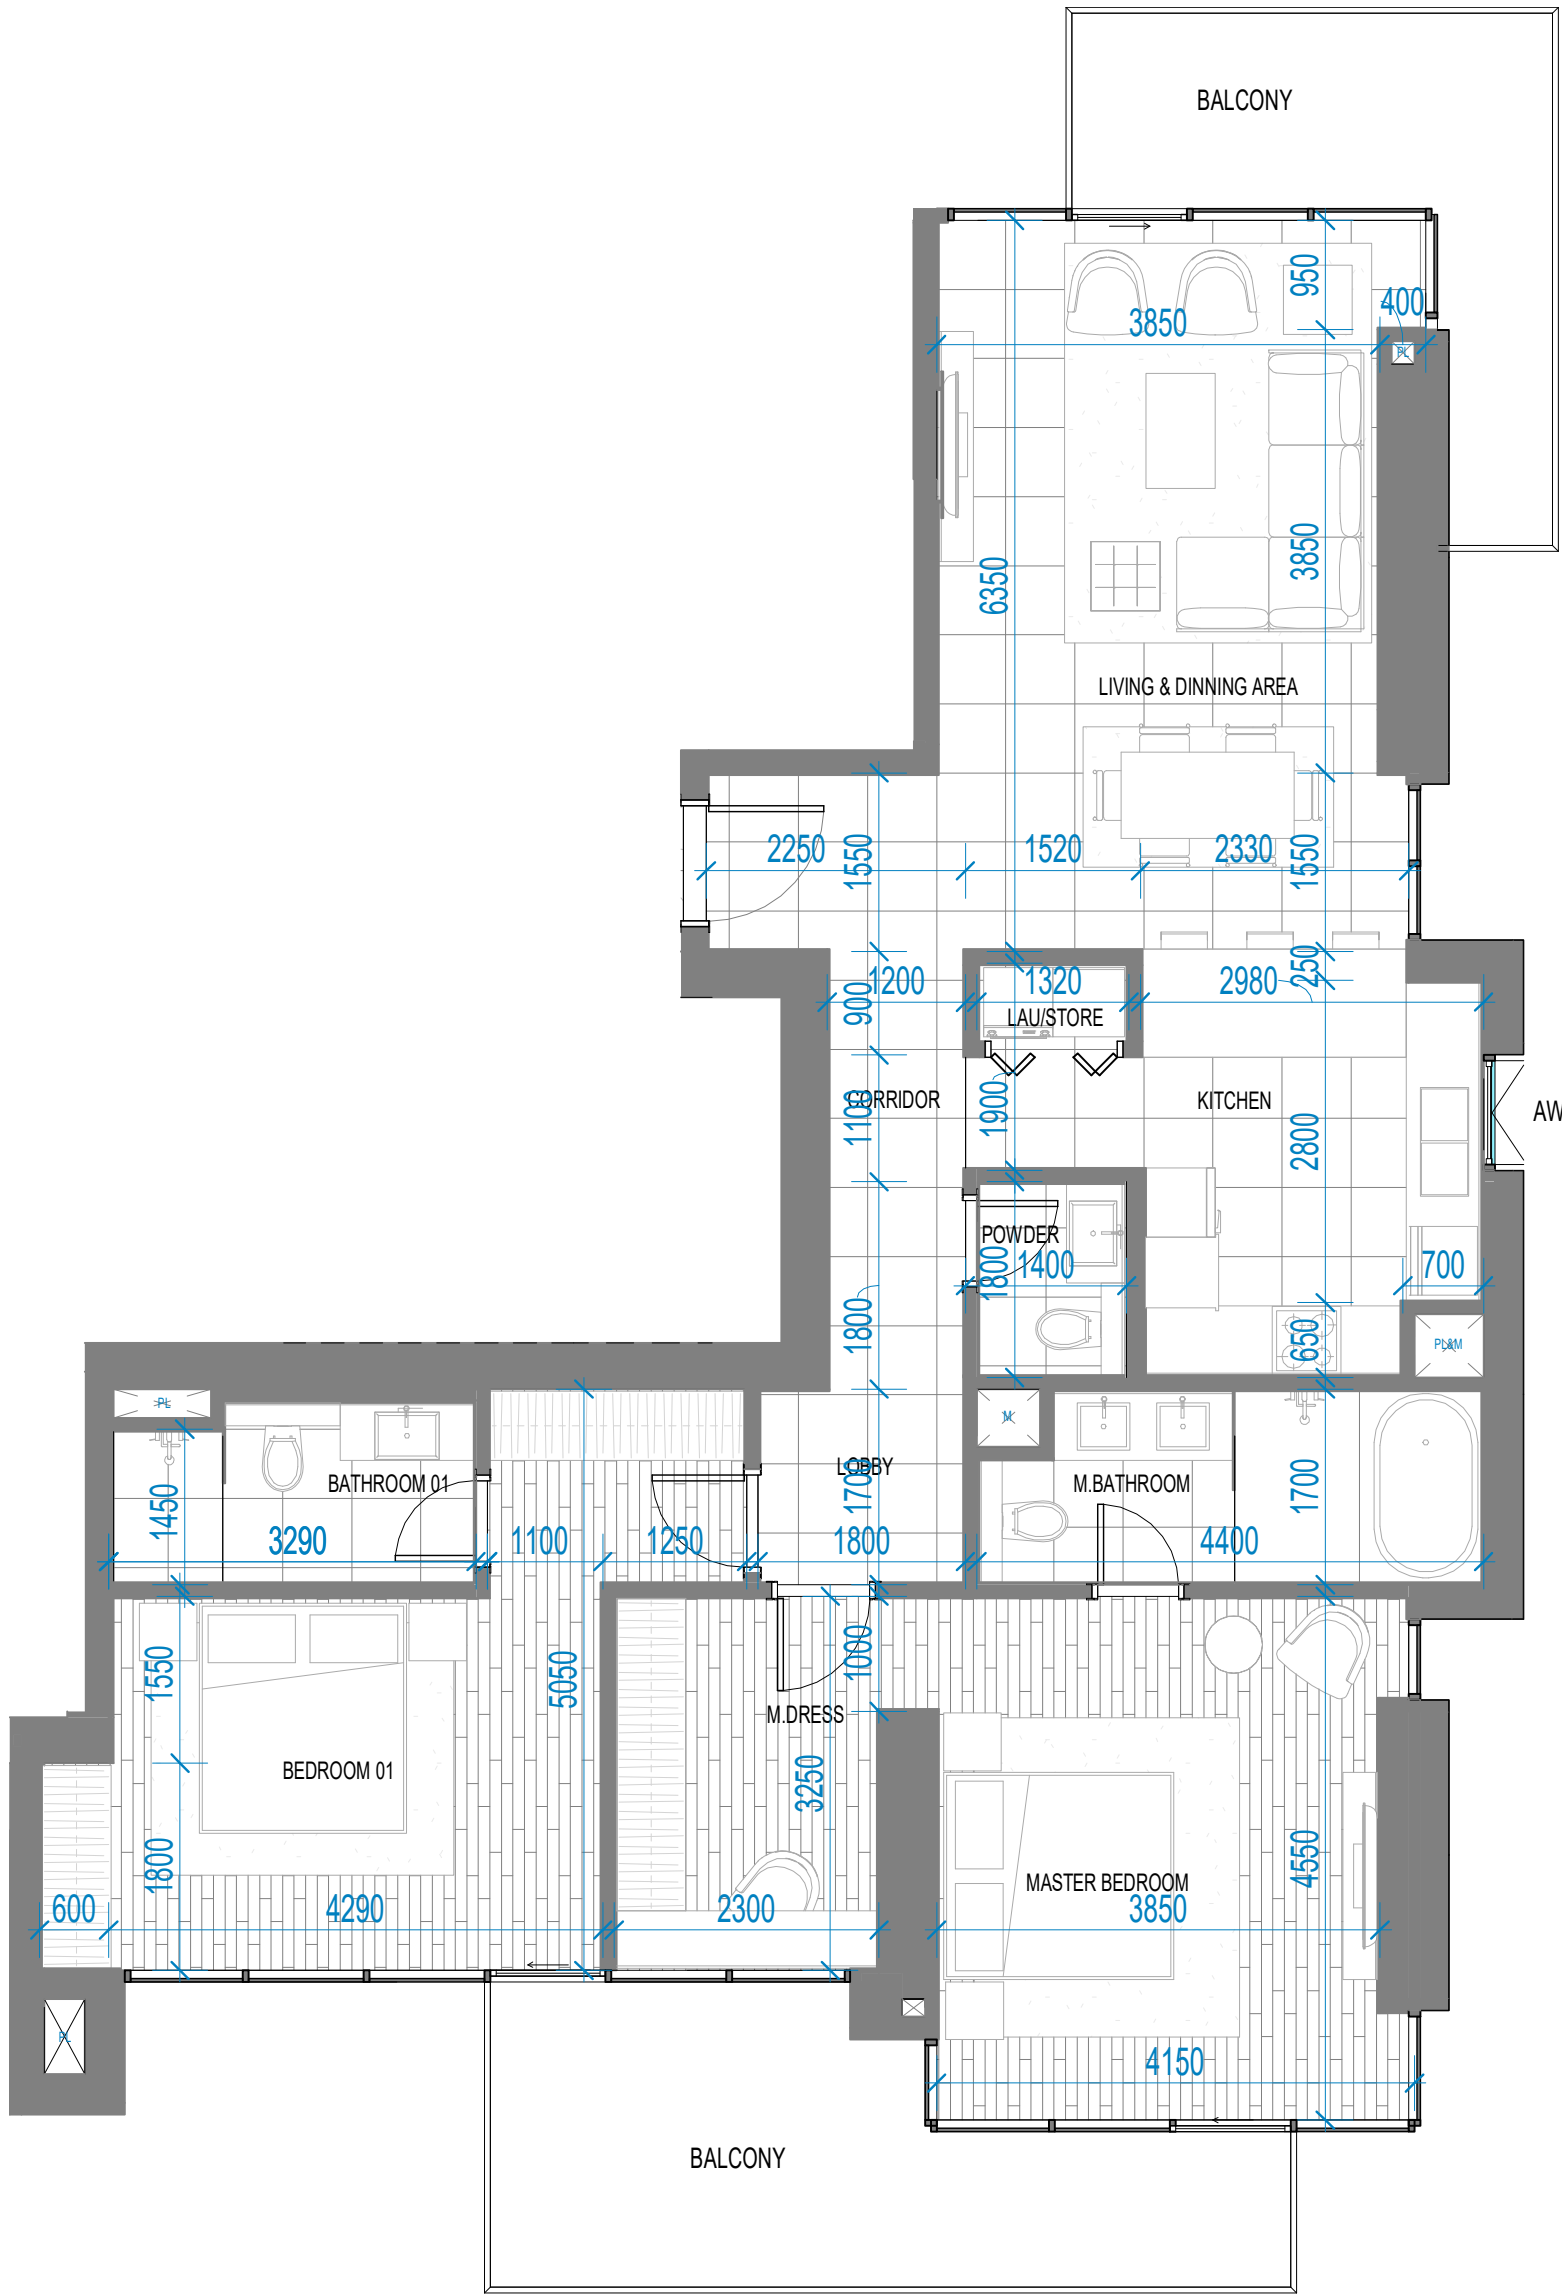 BALCONY
950
400
3850
PL
3850
6350
LIVING & DINNING AREA
2250
1550
1520
2330
1550
250
1200
1320
2980
900
LAU/STORE
CORRIDOR
1100
1900
KITCHEN
AW
2800
POWDER
1800
1400
700
1800
650
PL&M
PL
M
LOBBY
1700
BATHROOM 01
M.BATHROOM
1700
1450
3290
1100
1250
1800
4400
1550
5050
1000
M.DRESS
BEDROOM 01
3250
1800
4550
MASTER BEDROOM
600
4290
2300
3850
PL
4150
BALCONY